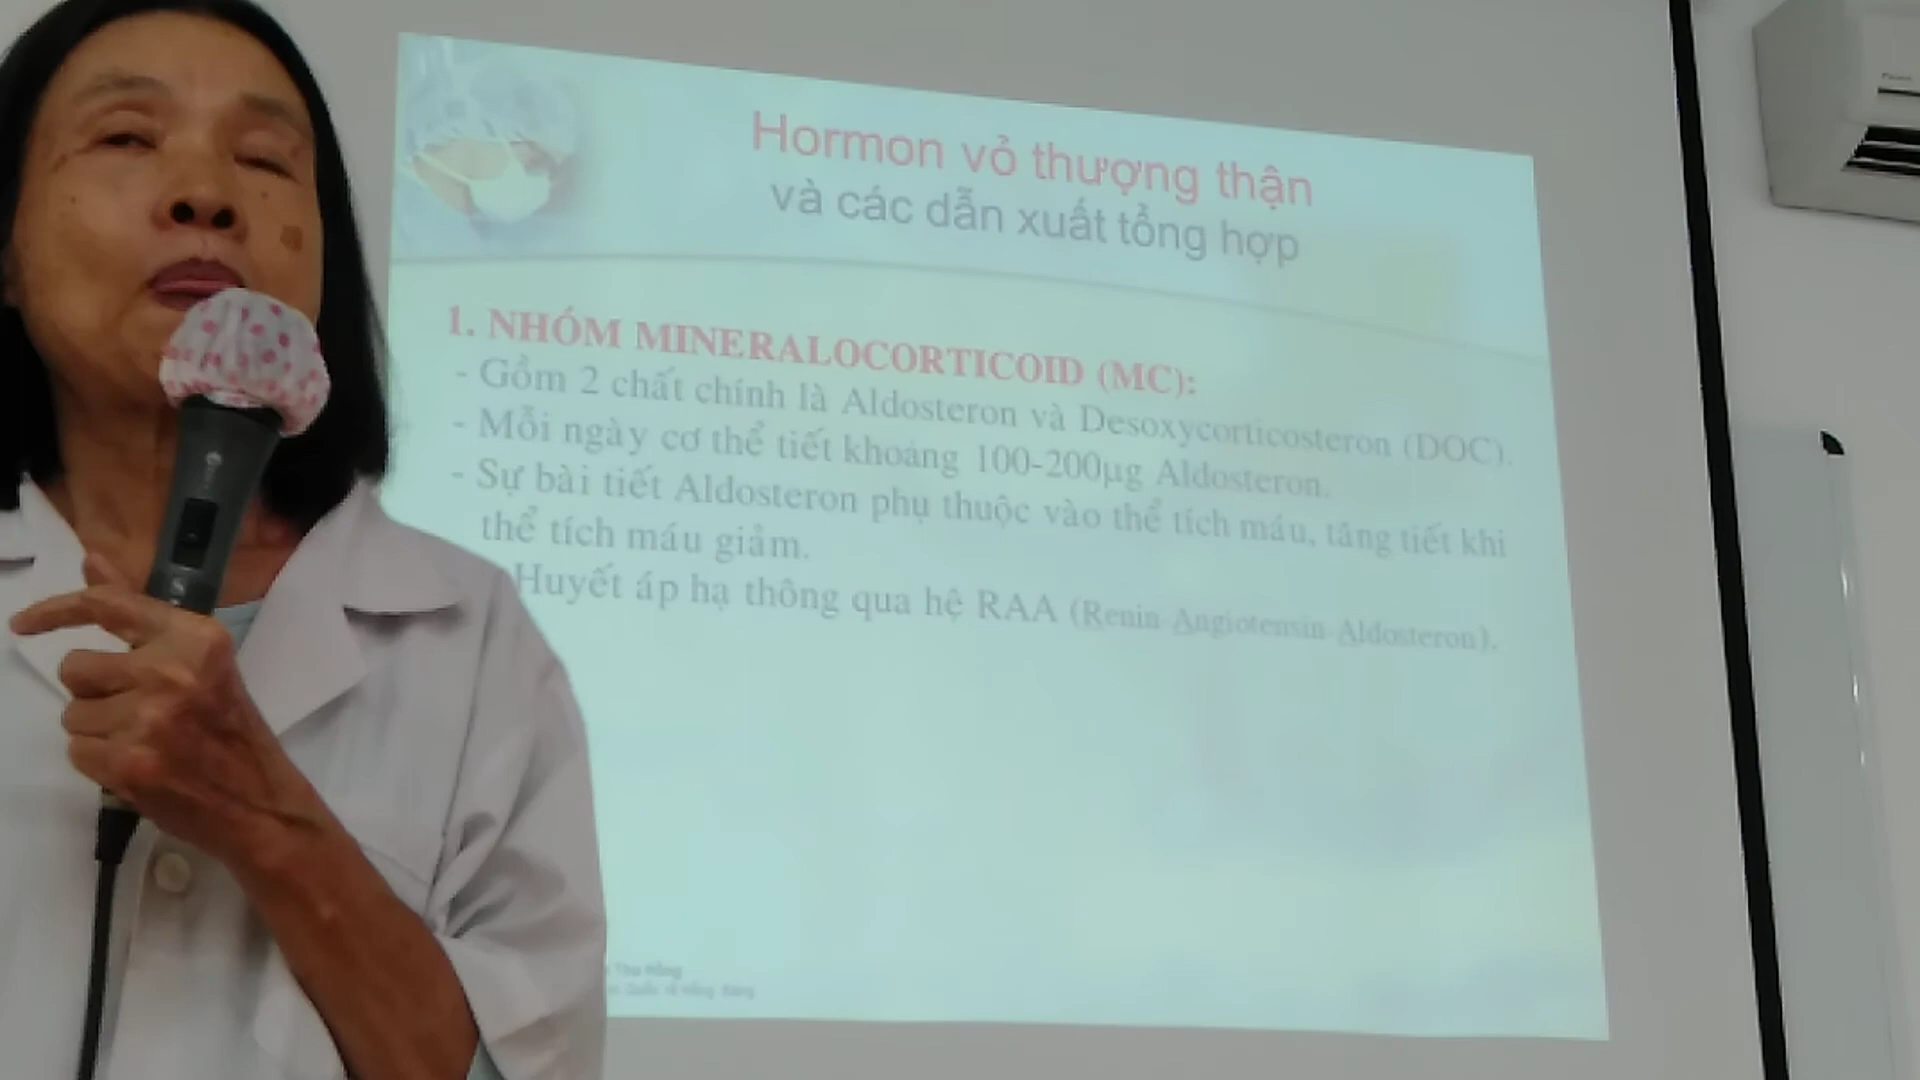 Hormon vỏ thượng thận
và các dẫn xuất tổng hợp
1. NHÓM MINERALOCORTICOID (MC):
- Gồm 2 chất chính là Aldosteron và Desoxycorticosteron (DOC).
- Mỗi ngày cơ thể tiết khoảng 100-200µg Aldosteron.
- Sự bài tiết Aldosteron phụ thuộc vào thể tích máu, tăng tiết khi
thể tích máu giảm.
Huyết áp hạ thông qua hệ RAA (Renin-Angiotensin-Aldosteron).